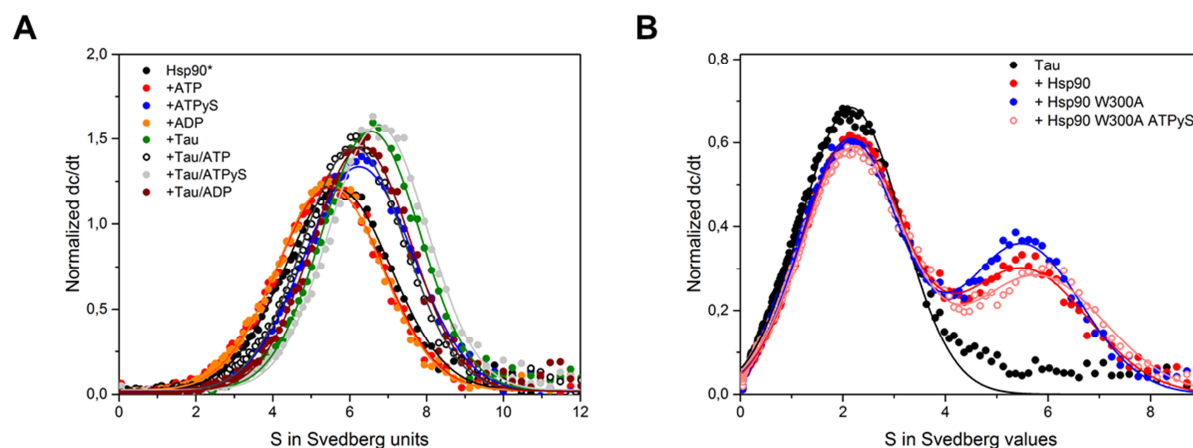 A
B
2,0
1,5
1,0
0,5
0,0
Normalized dc/dt
Hsp90*
+ATP
+ATPyS
+ADP
+Tau
+Tau/ATP
+Tau/ATPyS
+Tau/ADP
0 2 4 6 8 10 12
S in Svedberg units
0,8
0,6
0,4
0,2
0,0
Normalized dc/dt
Tau
+ Hsp90
+ Hsp90 W300A
+ Hsp90 W300A ATPyS
0 2 4 6 8
S in Svedberg values